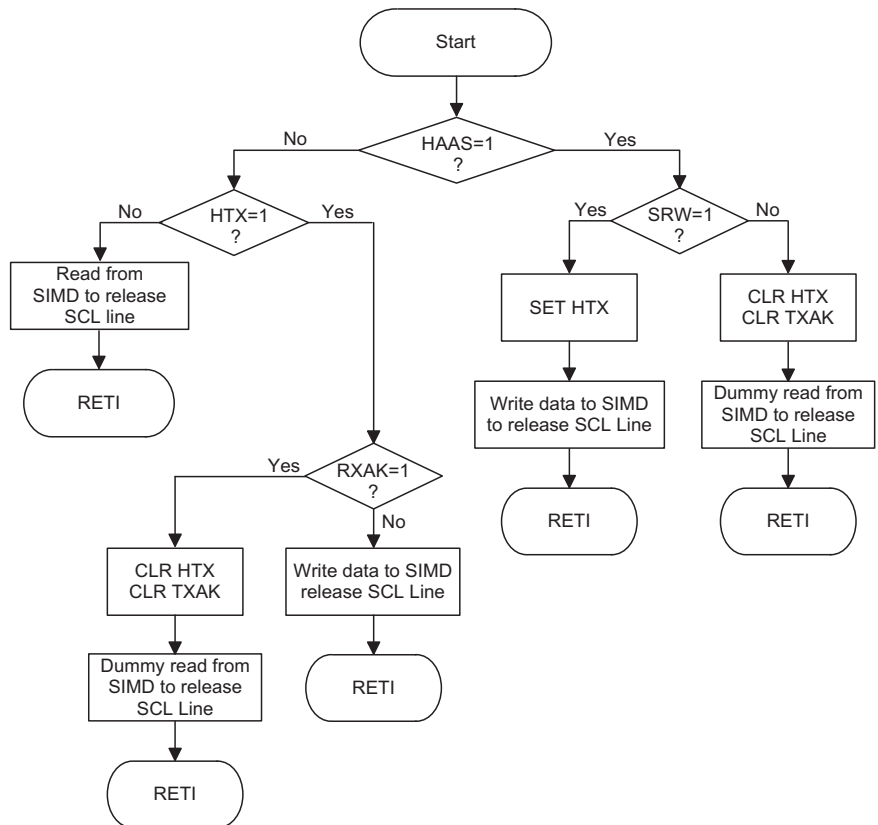 Start
HAAS=1
?
No
Yes
HTX=1
?
No
Yes
SRW=1
?
Yes
No
Read from
SIMD to release
SCL line
RETI
SET HTX
CLR HTX
CLR TXAK
Write data to SIMD
to release SCL Line
Dummy read from
SIMD to release
SCL Line
RETI
RETI
RXAK=1
?
Yes
No
CLR HTX
CLR TXAK
Write data to SIMD
release SCL Line
Dummy read from
SIMD to release
SCL Line
RETI
RETI